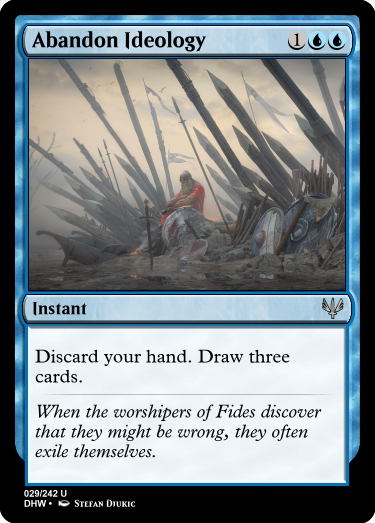 Abandon Ideology 1
Instant
Discard your hand. Draw three
cards.
When the worshipers of Fides discover
that they might be wrong, they often
exile themselves.
029/242 U
DHW • Stefan Djukic